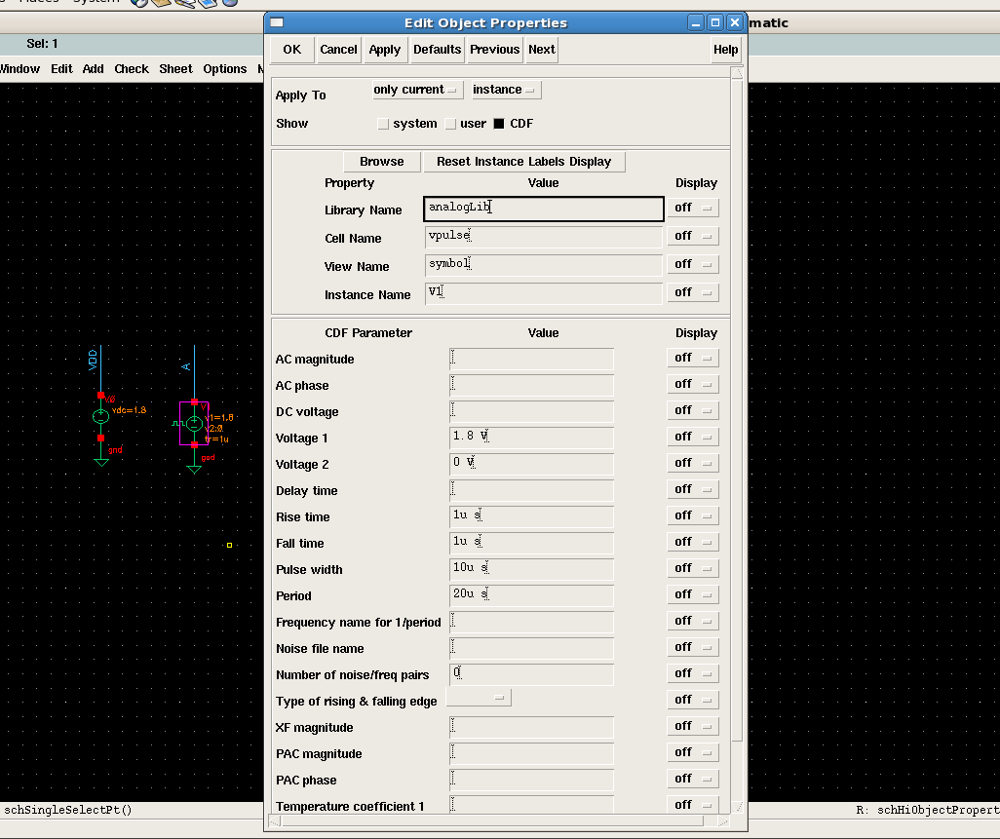 Places System
Edit Object Properties
matic
Sel: 1
OK Cancel Apply Defaults Previous Next Help
Window Edit Add Check Sheet Options
Apply To only current instance
Show system user CDF
Browse Reset Instance Labels Display
Property Value Display
Library Name analogLib off
Cell Name vpulse off
View Name symbol off
Instance Name V1 off
CDF Parameter Value Display
AC magnitude off
AC phase off
DC voltage off
Voltage 1 1.8 V off
Voltage 2 0 V off
Delay time off
Rise time 1u s off
Fall time 1u s off
Pulse width 10u s off
Period 20u s off
Frequency name for 1/period off
Noise file name off
Number of noise/freq pairs 0 off
Type of rising & falling edge off
XF magnitude off
PAC magnitude off
PAC phase off
Temperature coefficient 1 off
VDD
A
V0
vdc=1.8
gnd
V1
v1=1.8
v2:0
tr=1u
gnd
schSingleSelectPt()
R: schHiObjectPropert